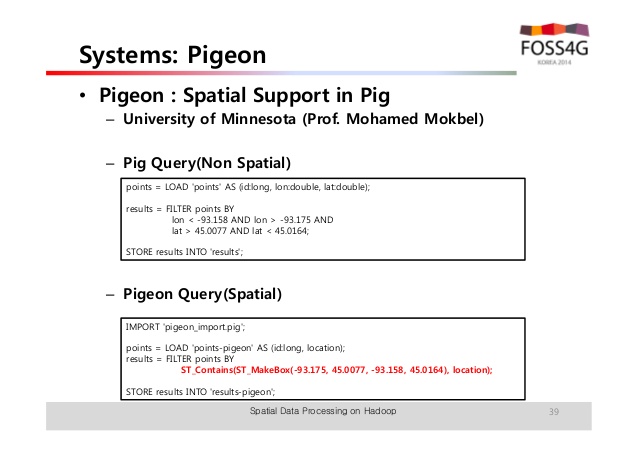 Systems: Pigeon
FOSS4G
KOREA 2014
• Pigeon : Spatial Support in Pig
– University of Minnesota (Prof. Mohamed Mokbel)
– Pig Query(Non Spatial)
points = LOAD 'points' AS (id:long, lon:double, lat:double);
results = FILTER points BY
lon < -93.158 AND lon > -93.175 AND
lat > 45.0077 AND lat < 45.0164;
STORE results INTO 'results';
– Pigeon Query(Spatial)
IMPORT 'pigeon_import.pig';
points = LOAD 'points-pigeon' AS (id:long, location);
results = FILTER points BY
ST_Contains(ST_MakeBox(-93.175, 45.0077, -93.158, 45.0164), location);
STORE results INTO 'results-pigeon';
Spatial Data Processing on Hadoop
39